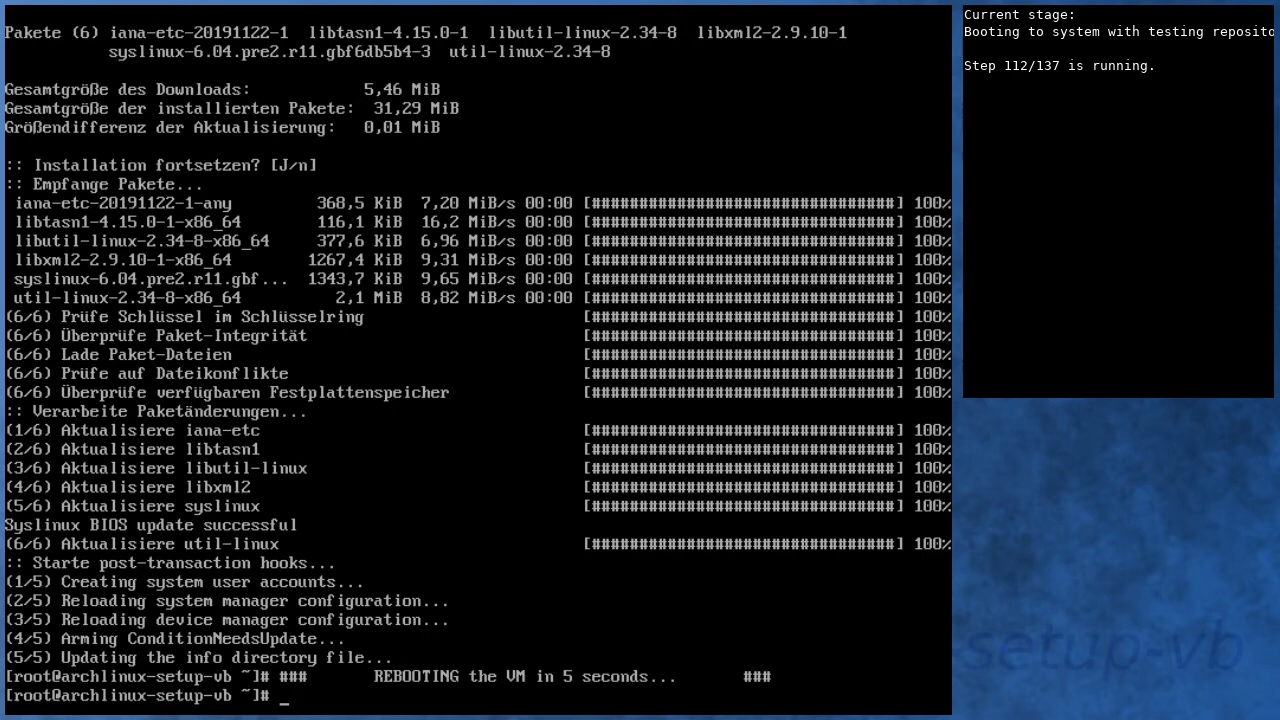 Pakete (6) iana-etc-20191122-1  libtasn1-4.15.0-1  libutil-linux-2.34-8  libxml2-2.9.10-1
           syslinux-6.04.pre2.r11.gbf6db5b4-3  util-linux-2.34-8
Gesamtgröße des Downloads:            5,46 MiB
Gesamtgröße der installierten Pakete:  31,29 MiB
Größendifferenz der Aktualisierung:   0,01 MiB
:: Installation fortsetzen? [J/n]
:: Empfange Pakete...
 iana-etc-20191122-1-any         368,5 KiB  7,20 MiB/s 00:00 [################################] 100%
 libtasn1-4.15.0-1-x86_64        116,1 KiB  16,2 MiB/s 00:00 [################################] 100%
 libutil-linux-2.34-8-x86_64     377,6 KiB  6,96 MiB/s 00:00 [################################] 100%
 libxml2-2.9.10-1-x86_64        1267,4 KiB  9,31 MiB/s 00:00 [################################] 100%
 syslinux-6.04.pre2.r11.gbf...  1343,7 KiB  9,65 MiB/s 00:00 [################################] 100%
 util-linux-2.34-8-x86_64          2,1 MiB  8,82 MiB/s 00:00 [################################] 100%
(6/6) Prüfe Schlüssel im Schlüsselring                       [################################] 100%
(6/6) Überprüfe Paket-Integrität                             [################################] 100%
(6/6) Lade Paket-Dateien                                     [################################] 100%
(6/6) Prüfe auf Dateikonflikte                               [################################] 100%
(6/6) Überprüfe verfügbaren Festplattenspeicher              [################################] 100%
:: Verarbeite Paketänderungen...
(1/6) Aktualisiere iana-etc                                  [################################] 100%
(2/6) Aktualisiere libtasn1                                  [################################] 100%
(3/6) Aktualisiere libutil-linux                             [################################] 100%
(4/6) Aktualisiere libxml2                                   [################################] 100%
(5/6) Aktualisiere syslinux                                  [################################] 100%
Syslinux BIOS update successful
(6/6) Aktualisiere util-linux                                [################################] 100%
:: Starte post-transaction hooks...
(1/5) Creating system user accounts...
(2/5) Reloading system manager configuration...
(3/5) Reloading device manager configuration...
(4/5) Arming ConditionNeedsUpdate...
(5/5) Updating the info directory file...
[root@archlinux-setup-vb ~]# ###       REBOOTING the VM in 5 seconds...       ###
[root@archlinux-setup-vb ~]# _
Current stage:
Booting to system with testing reposito
Step 112/137 is running.
setup-vb